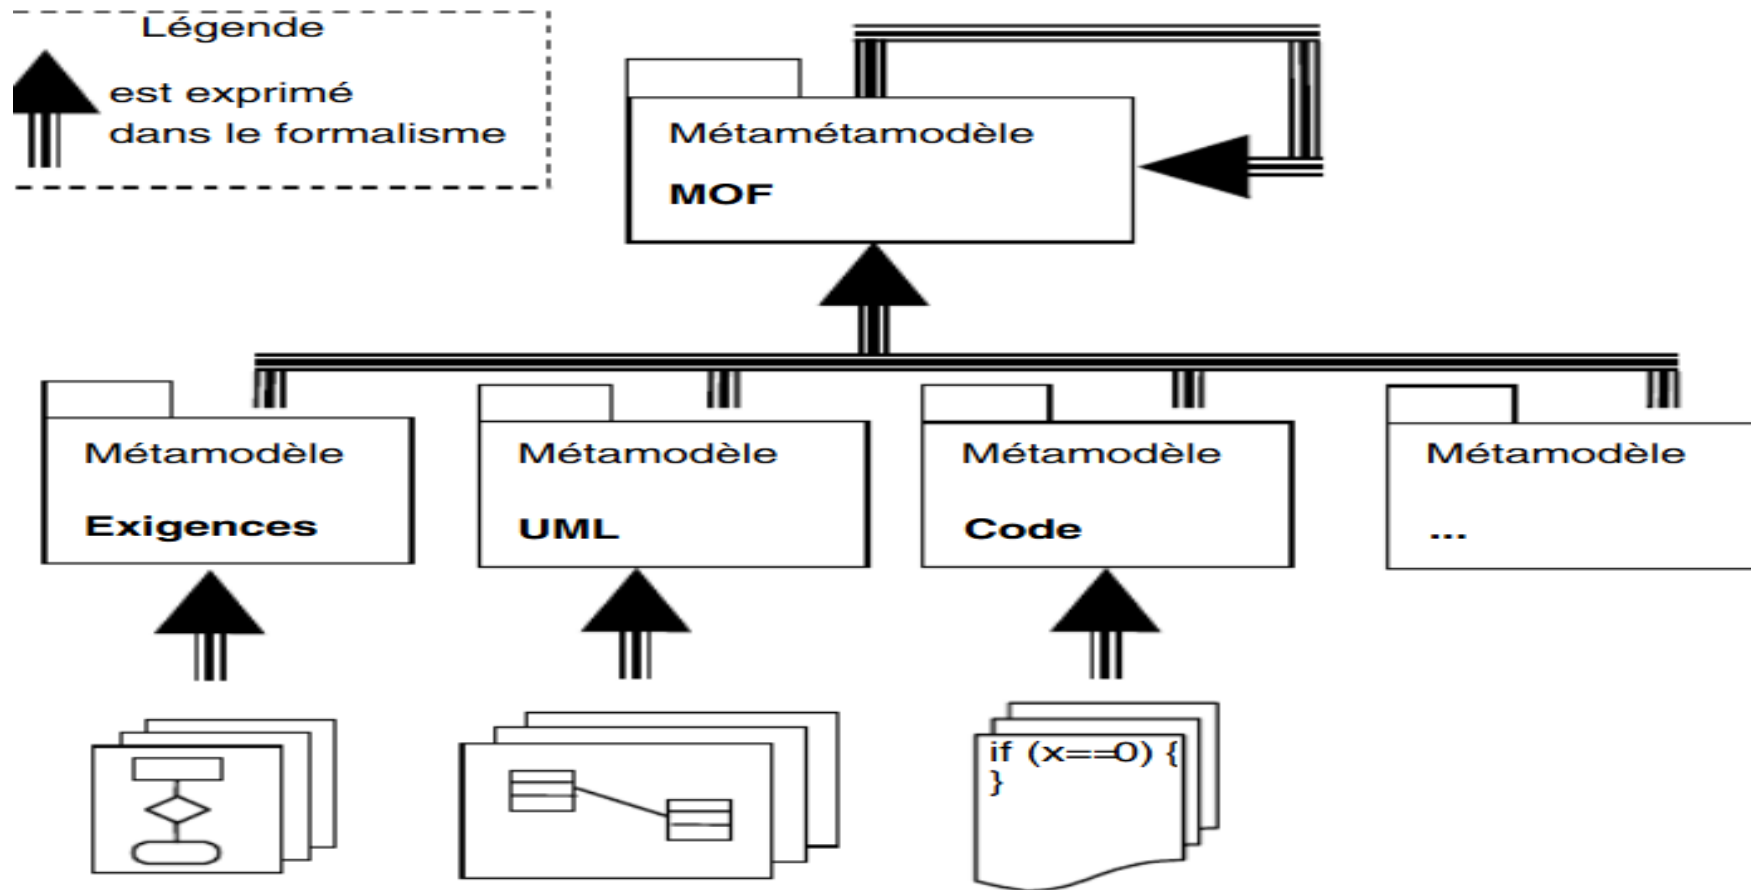 Légende
est exprimé
dans le formalisme
Métamétamodèle
MOF
Métamodèle
Exigences
Métamodèle
UML
Métamodèle
Code
Métamodèle
...
if (x==0) {
}